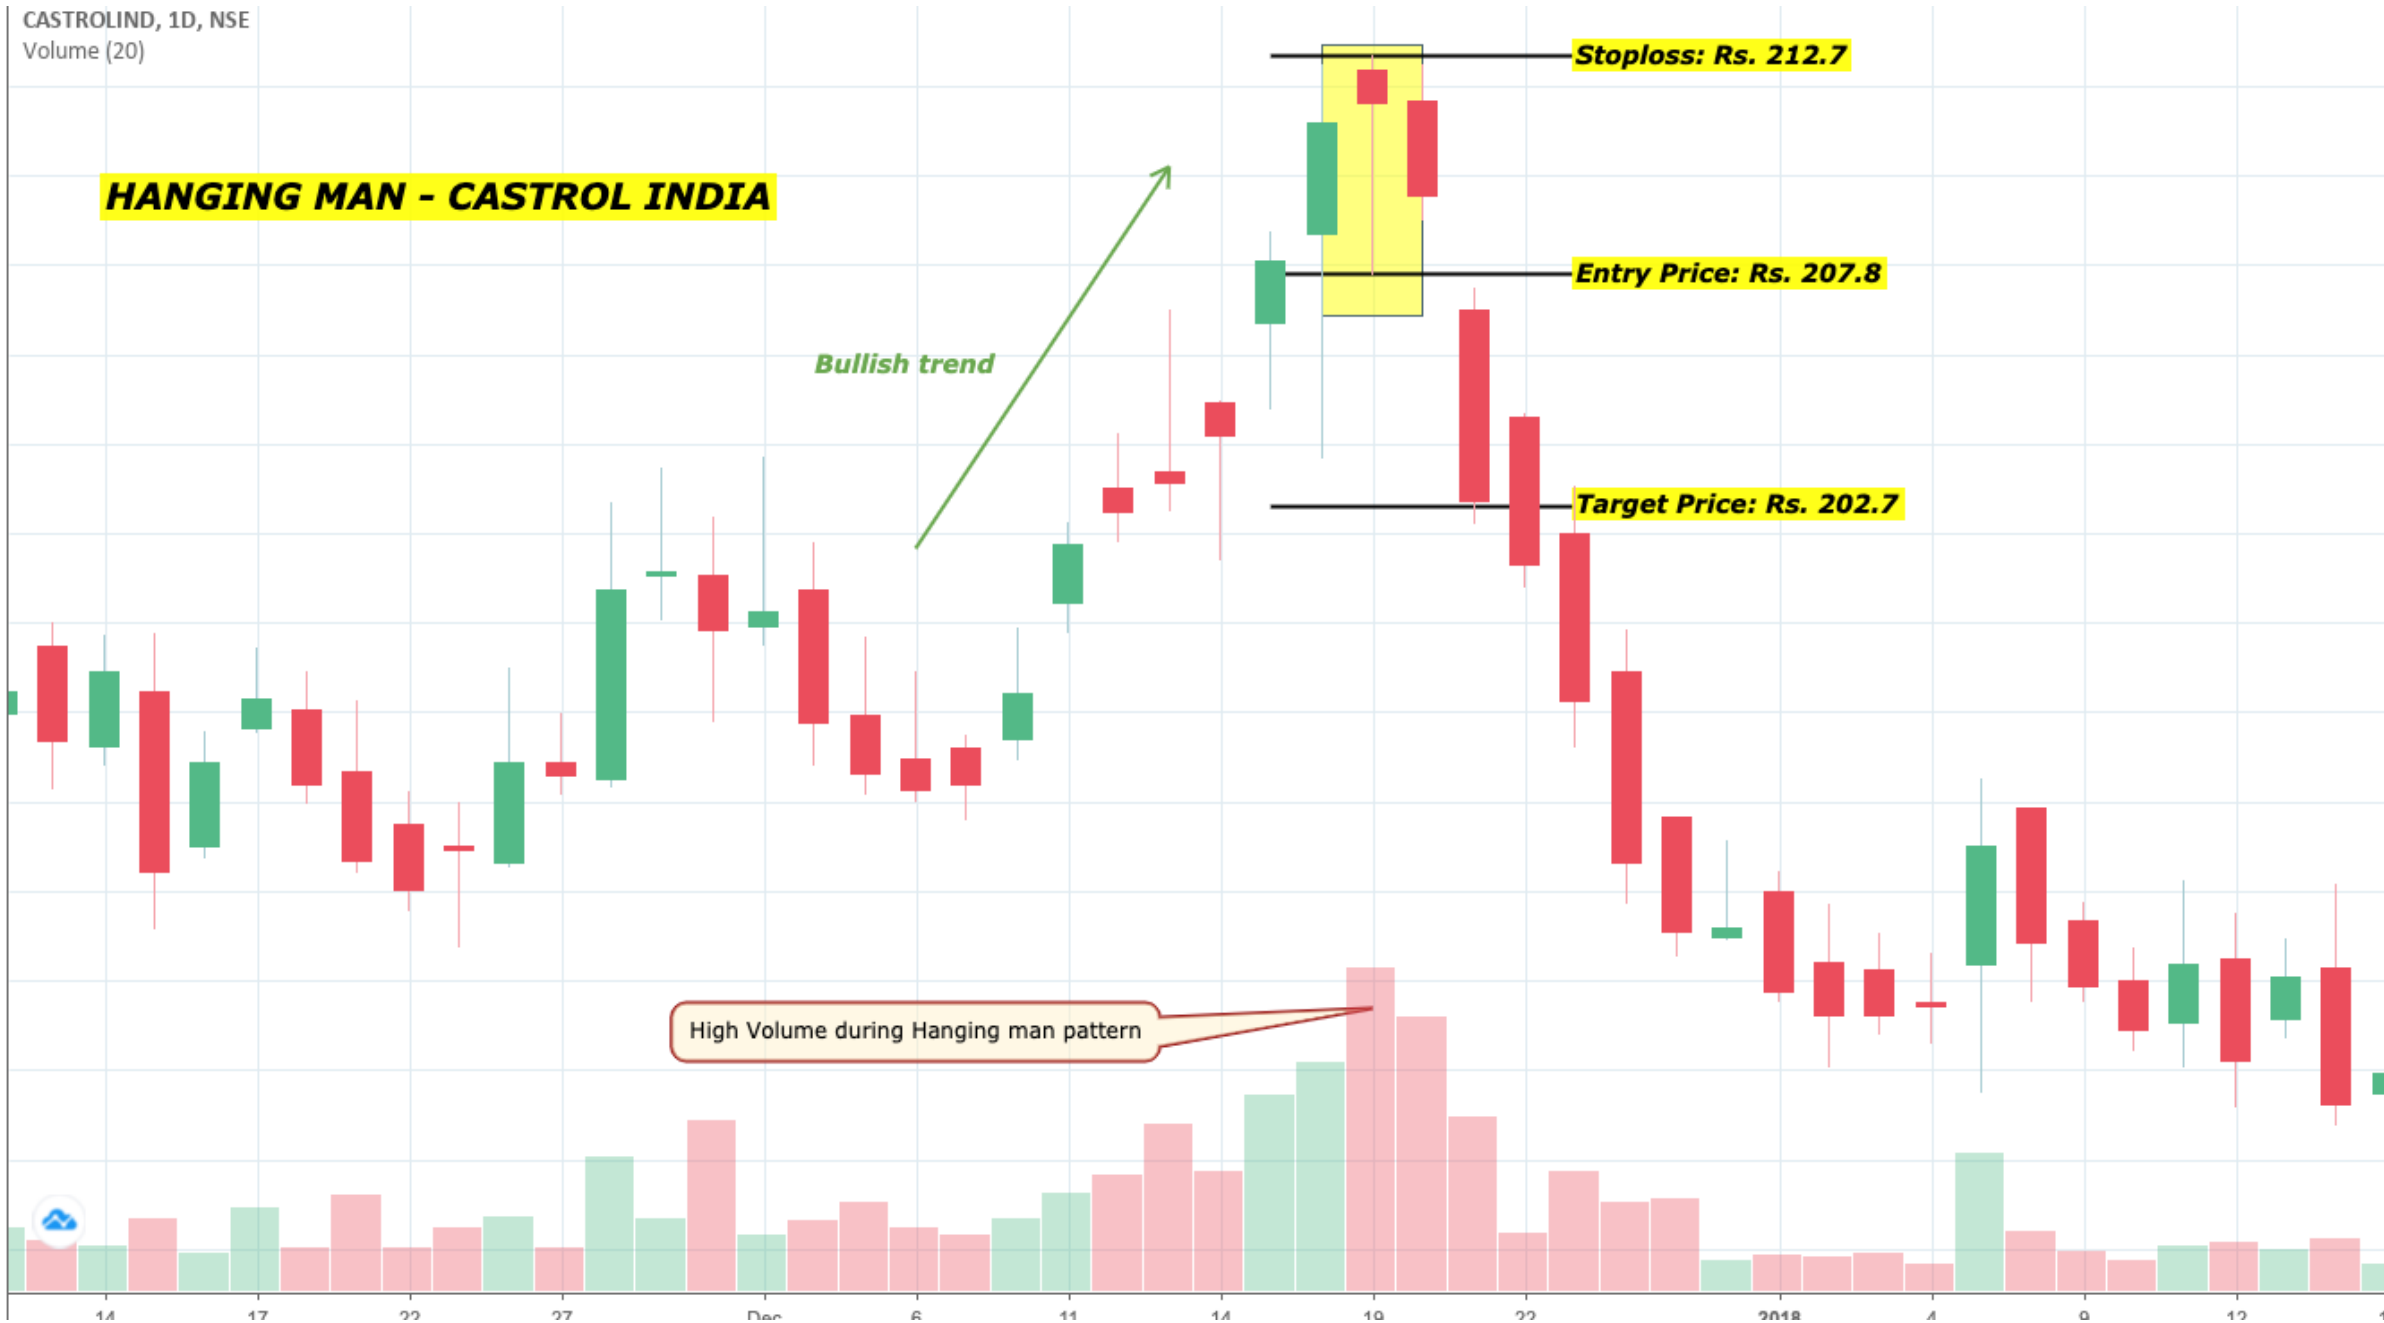 CASTROLIND, 1D, NSE
Volume (20)
Stoploss: Rs. 212.7
HANGING MAN - CASTROL INDIA
Entry Price: Rs. 207.8
Bullish trend
Target Price: Rs. 202.7
High Volume during Hanging man pattern
14 17 22 27 Dec 6 11 14 19 22 2018 4 9 12